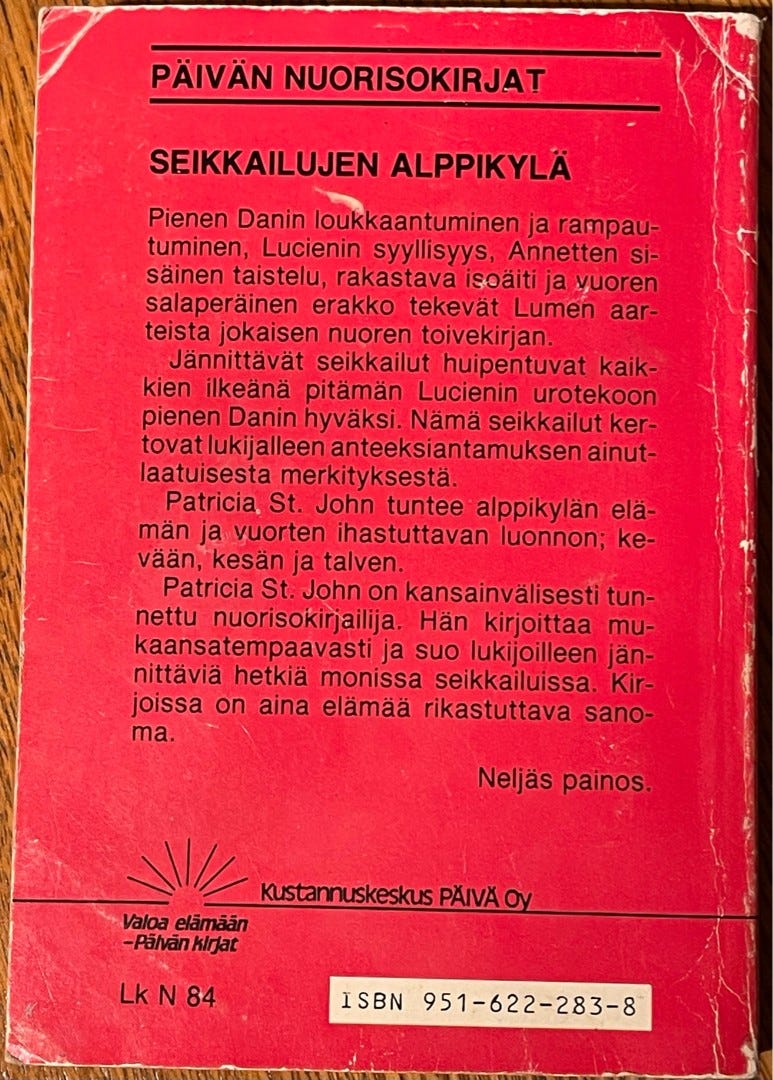 PÄIVÄN NUORISOKIRJAT
SEIKKAILUJEN ALPPIKYLÄ
Pienen Danin loukkaantuminen ja rampau-
tuminen, Lucienin syyllisyys, Annetten si-
säinen taistelu, rakastava isoäiti ja vuoren
salaperäinen erakko tekevät Lumen aar-
teista jokaisen nuoren toivekirjan.
Jännittävät seikkailut huipentuvat kaik-
kien ilkeänä pitämän Lucienin urotekoon
pienen Danin hyväksi. Nämä seikkailut ker-
tovat lukijalleen anteeksiantamuksen ainut-
laatuisesta merkityksestä.
Patricia St. John tuntee alppikylän elä-
män ja vuorten ihastuttavan luonnon; ke-
vään, kesän ja talven.
Patricia St. John on kansainvälisesti tun-
nettu nuorisokirjailija. Hän kirjoittaa mu-
kaansatempaavasti ja suo lukijoilleen jän-
nittäviä hetkiä monissa seikkailuissa. Kir-
joissa on aina elämää rikastuttava sano-
ma.
Neljäs painos.
Kustannuskeskus PÄIVÄ Oy
Valoa elämään
–Päivän kirjat
Lk N 84
ISBN 951-622-283-8